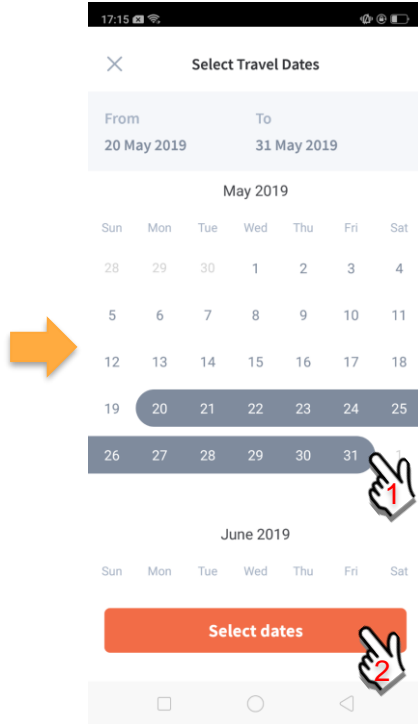 17:15
Select Travel Dates
From To
20 May 2019 31 May 2019
May 2019
Sun Mon Tue Wed Thu Fri Sat
28 29 30 1 2 3 4
5 6 7 8 9 10 11
12 13 14 15 16 17 18
19 20 21 22 23 24 25
26 27 28 29 30 31 1
1
June 2019
Sun Mon Tue Wed Thu Fri Sat
Select dates
2